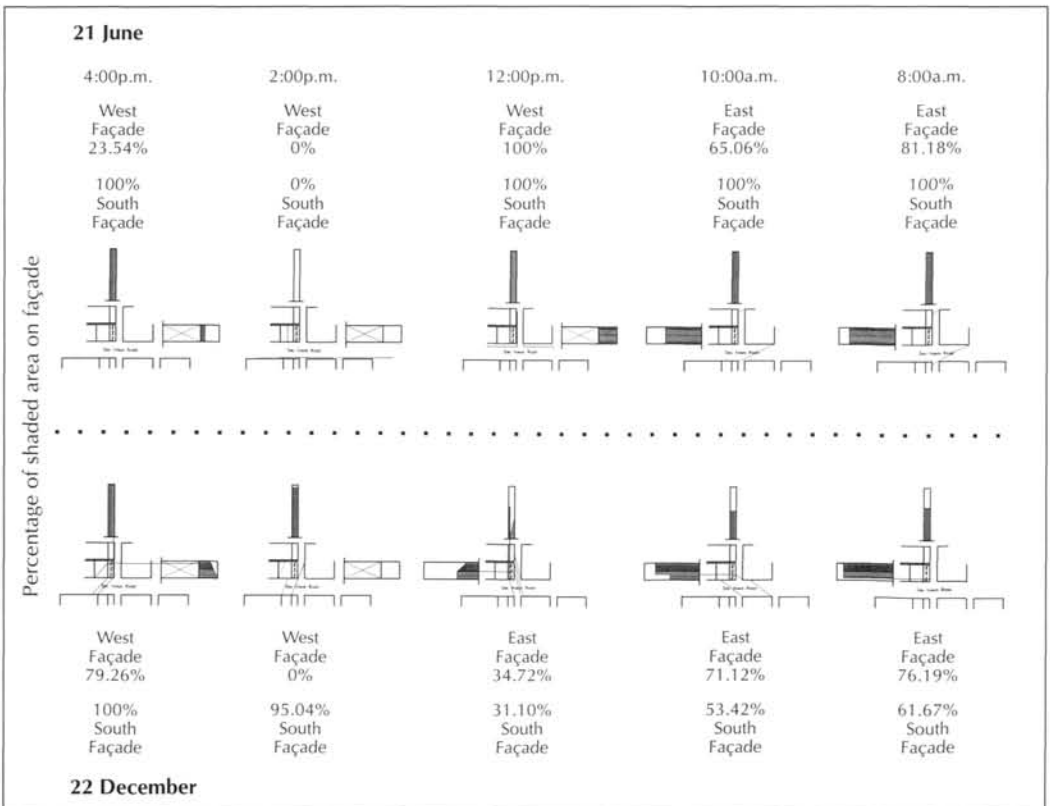 21 June
4:00p.m. 2:00p.m. 12:00p.m. 10:00a.m. 8:00a.m.
West West West East East
Façade Façade Façade Façade Façade
23.54% 0% 100% 65.06% 81.18%
100% 0% 100% 100% 100%
South South South South South
Façade Façade Façade Façade Façade
Percentage of shaded area on façade
West West East East East
Façade Façade Façade Façade Façade
79.26% 0% 34.72% 71.12% 76.19%
100% 95.04% 31.10% 53.42% 61.67%
South South South South South
Façade Façade Façade Façade Façade
22 December